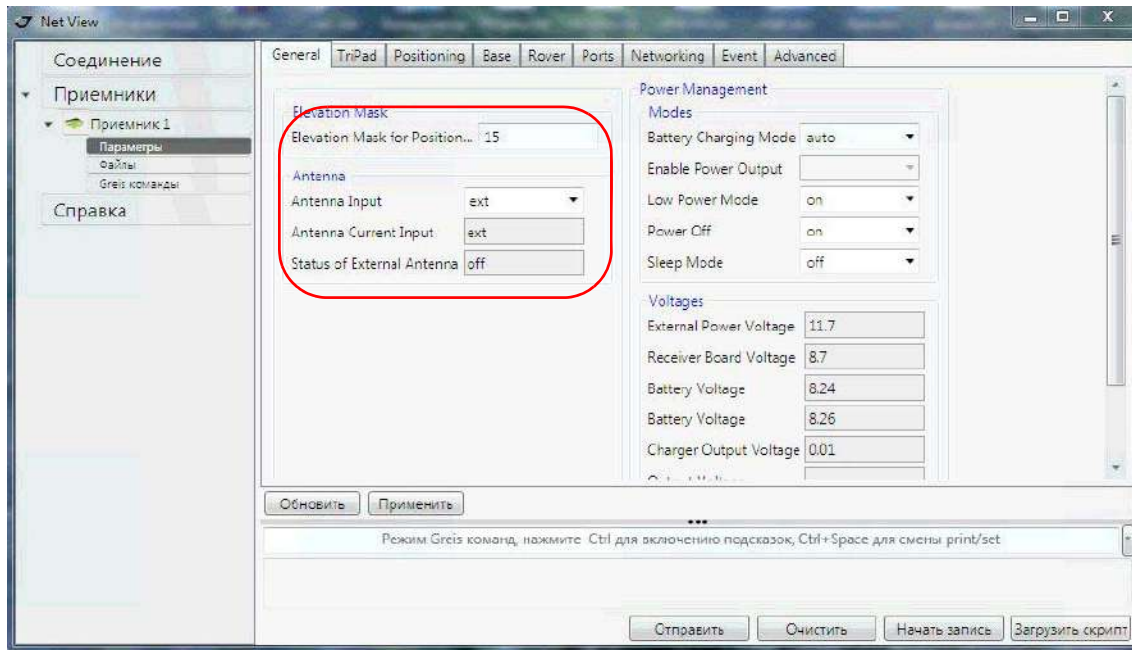 Net View
Соединение
Приемники
Приемник 1
Параметры
Файлы
Greis команды
Справка
General TriPad Positioning Base Rover Ports Networking Event Advanced
Elevation Mask
Elevation Mask for Position... 15
Antenna
Antenna Input ext
Antenna Current Input ext
Status of External Antenna off
Power Management
Modes
Battery Charging Mode auto
Enable Power Output
Low Power Mode on
Power Off on
Sleep Mode off
Voltages
External Power Voltage 11.7
Receiver Board Voltage 8.7
Battery Voltage 8.24
Battery Voltage 8.26
Charger Output Voltage 0.01
Обновить Применить
Режим Greis команд, нажмите Ctrl для включению подсказок, Ctrl+Space для смены print/set
Отправить Очистить Начать запись Загрузить скрипт